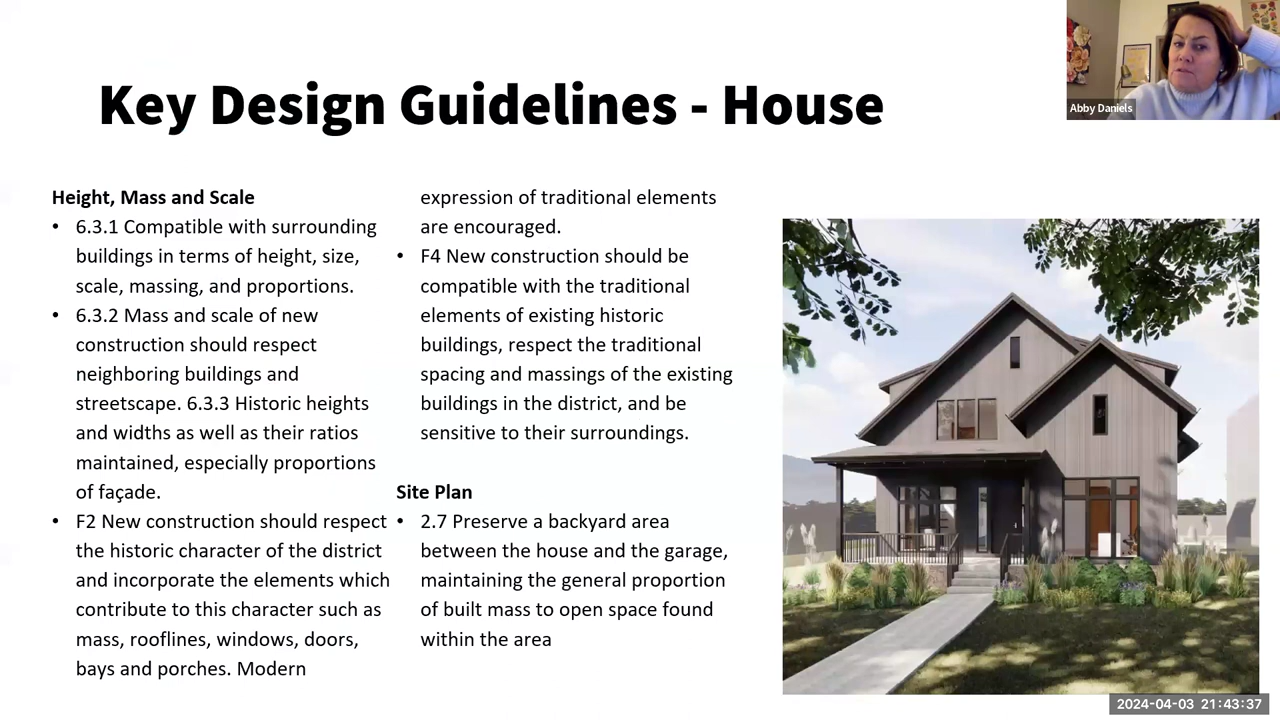 Key Design Guidelines - House
Abby Daniels
Height, Mass and Scale
• 6.3.1 Compatible with surrounding
buildings in terms of height, size,
scale, massing, and proportions.
• 6.3.2 Mass and scale of new
construction should respect
neighboring buildings and
streetscape. 6.3.3 Historic heights
and widths as well as their ratios
maintained, especially proportions
of façade.
• F2 New construction should respect
the historic character of the district
and incorporate the elements which
contribute to this character such as
mass, rooflines, windows, doors,
bays and porches. Modern
expression of traditional elements
are encouraged.
• F4 New construction should be
compatible with the traditional
elements of existing historic
buildings, respect the traditional
spacing and massings of the existing
buildings in the district, and be
sensitive to their surroundings.
Site Plan
• 2.7 Preserve a backyard area
between the house and the garage,
maintaining the general proportion
of built mass to open space found
within the area
2024-04-03 21:43:37